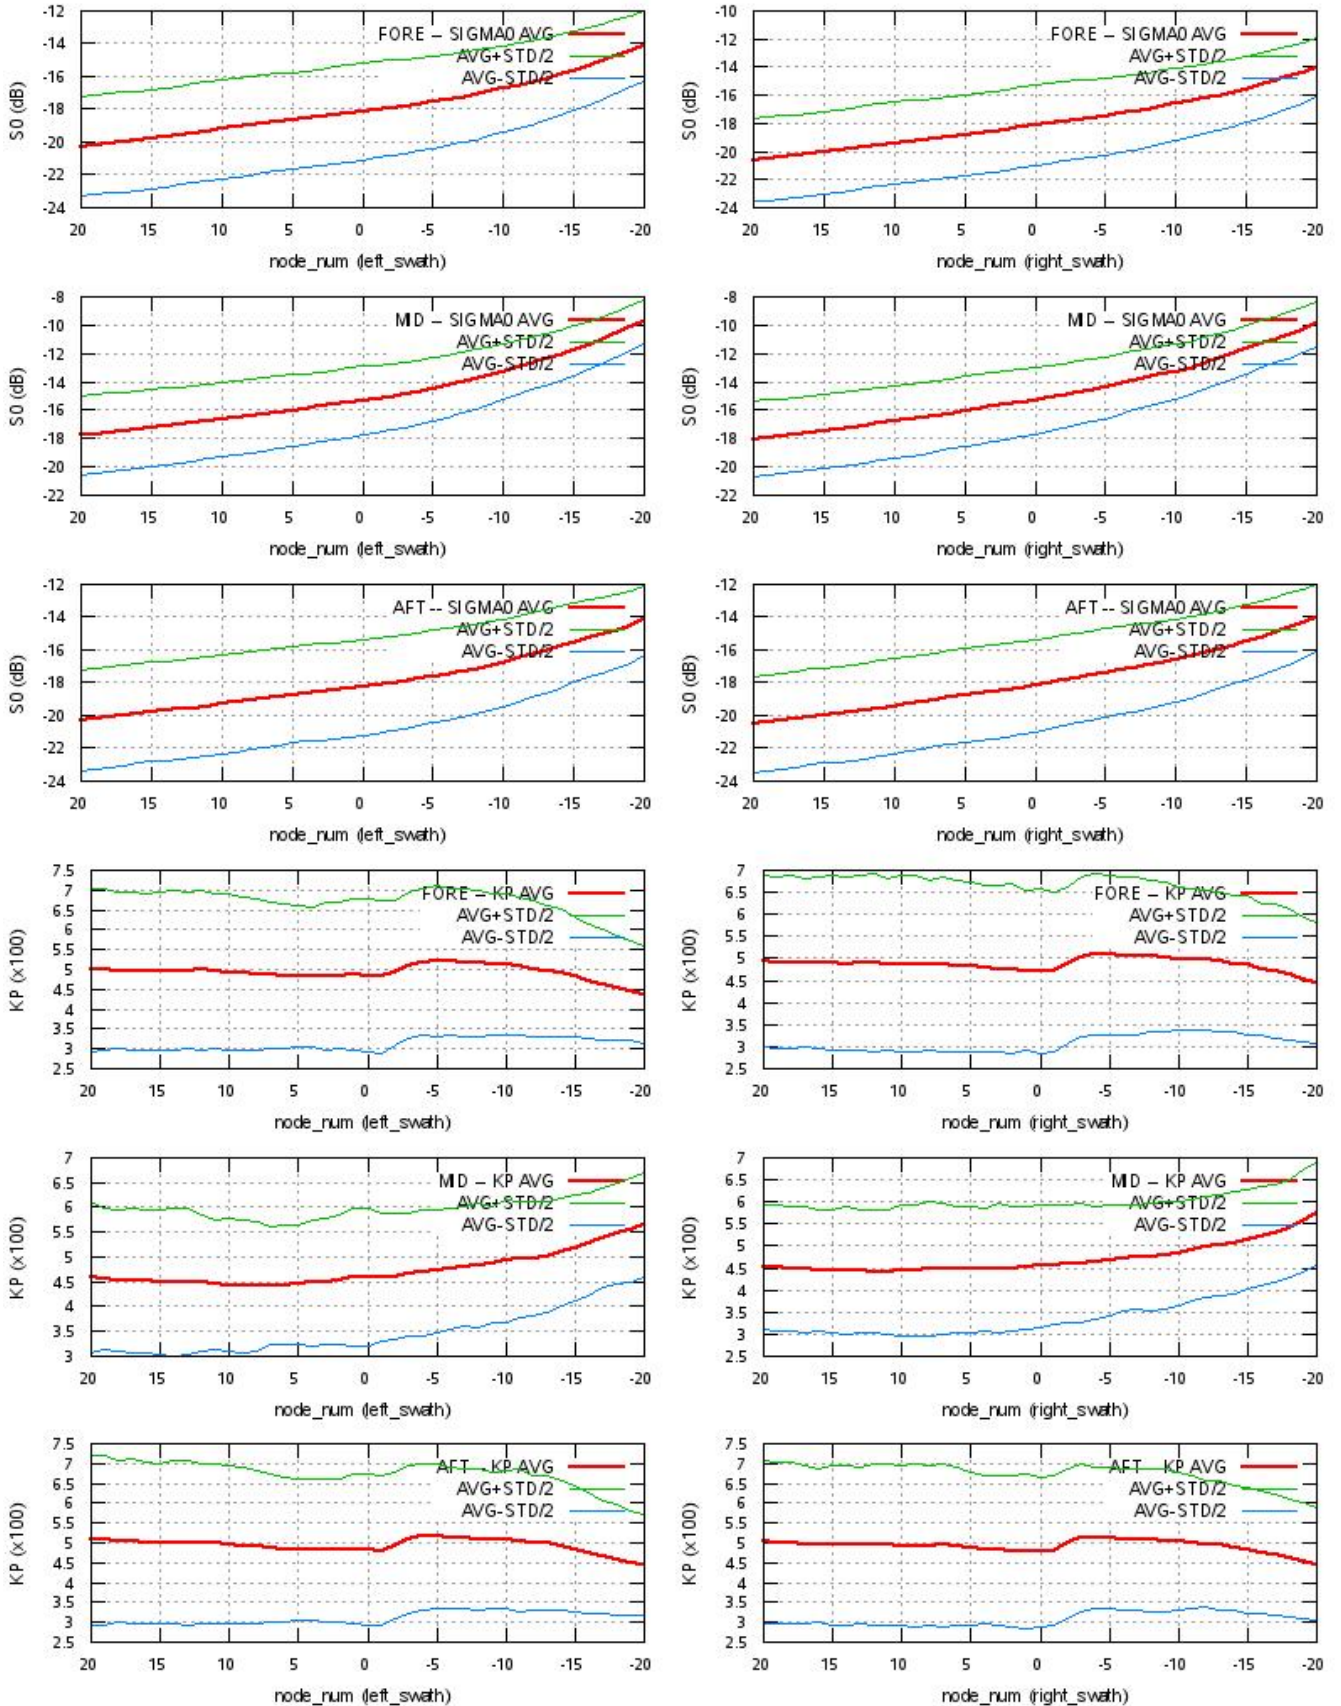 -12
FORE – SIGMA0 AVG
-14
AVG+STD/2
-16
AVG-STD/2
-18
-20
-22
-24
S0 (dB)
20 15 10 5 0 -5 -10 -15 -20
node_num (left_swath)
-10
-12
FORE – SIGMA0 AVG
-14
AVG+STD/2
AVG-STD/2
-16
-18
-20
-22
-24
S0 (dB)
20 15 10 5 0 -5 -10 -15 -20
node_num (right_swath)
-8
MID – SIGMA0 AVG
-10
AVG+STD/2
-12
AVG-STD/2
-14
-16
-18
-20
-22
S0 (dB)
20 15 10 5 0 -5 -10 -15 -20
node_num (left_swath)
-8
MID – SIGMA0 AVG
-10
AVG+STD/2
-12
AVG-STD/2
-14
-16
-18
-20
-22
S0 (dB)
20 15 10 5 0 -5 -10 -15 -20
node_num (right_swath)
-12
AFT -- SIGMA0 AVG
-14
AVG+STD/2
-16
AVG-STD/2
-18
-20
-22
-24
S0 (dB)
20 15 10 5 0 -5 -10 -15 -20
node_num (left_swath)
-12
AFT -- SIGMA0 AVG
-14
AVG+STD/2
-16
AVG-STD/2
-18
-20
-22
-24
S0 (dB)
20 15 10 5 0 -5 -10 -15 -20
node_num (right_swath)
7.5
7
FORE – KP AVG
6.5
AVG+STD/2
6
AVG-STD/2
5.5
5
4.5
4
3.5
3
2.5
KP (x100)
20 15 10 5 0 -5 -10 -15 -20
node_num (left_swath)
7
FORE – KP AVG
6.5
6
AVG+STD/2
5.5
AVG-STD/2
5
4.5
4
3.5
3
2.5
KP (x100)
20 15 10 5 0 -5 -10 -15 -20
node_num (right_swath)
7
MID – KP AVG
6.5
AVG+STD/2
6
AVG-STD/2
5.5
5
4.5
4
3.5
3
KP (x100)
20 15 10 5 0 -5 -10 -15 -20
node_num (left_swath)
7
MID – KP AVG
6.5
AVG+STD/2
6
AVG-STD/2
5.5
5
4.5
4
3.5
3
2.5
KP (x100)
20 15 10 5 0 -5 -10 -15 -20
node_num (right_swath)
7.5
7
AFT -- KP AVG
6.5
AVG+STD/2
6
AVG-STD/2
5.5
5
4.5
4
3.5
3
2.5
KP (x100)
20 15 10 5 0 -5 -10 -15 -20
node_num (left_swath)
7.5
7
AFT -- KP AVG
6.5
AVG+STD/2
6
AVG-STD/2
5.5
5
4.5
4
3.5
3
2.5
KP (x100)
20 15 10 5 0 -5 -10 -15 -20
node_num (right_swath)